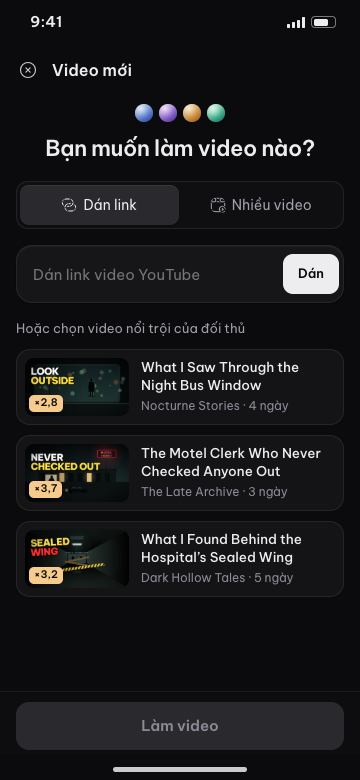 9:41
Video mới
Bạn muốn làm video nào?
Dán link
Nhiều video
Dán link video YouTube
Dán
Hoặc chọn video nổi trội của đối thủ
LOOK
OUTSIDE
×2,8
What I Saw Through the
Night Bus Window
Nocturne Stories · 4 ngày
NEVER
CHECKED OUT
×3,7
The Motel Clerk Who Never
Checked Anyone Out
The Late Archive · 3 ngày
SEALED
WING
×3,2
What I Found Behind the
Hospital’s Sealed Wing
Dark Hollow Tales · 5 ngày
Làm video